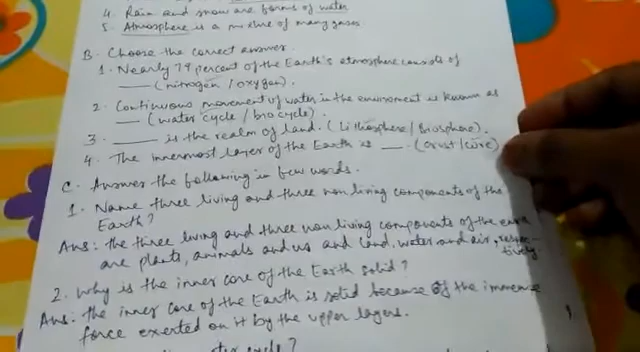 4. Rain and snow are forms of water
5. Atmosphere is a mixture of many gases
B. Choose the correct answer.
1. Nearly 79 percent of the Earth's atmosphere consists of
____ (nitrogen / oxygen).
2. Continuous movement of water in the enviroment is known as
____ (water cycle / biocycle).
3. ____ is the realm of land. (Lithosphere / Biosphere).
4. The innermost layer of the Earth is ___. (crust / core)
C. Answer the following in few words.
1. Name three living and three non living components of the
Earth?
Ans: the three living and three non living components of the earth
are plants, animals and us and land, water and air, respec-
tively.
2. Why is the inner core of the Earth solid?
Ans: the inner core of the Earth is solid because of the immense
force exerted on it by the upper layers.
cycle?